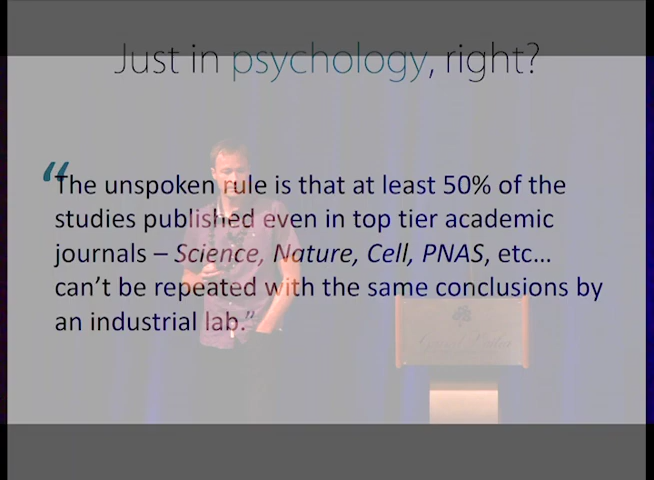 Just in psychology, right?
“The unspoken rule is that at least 50% of the
studies published even in top tier academic
journals – Science, Nature, Cell, PNAS, etc...
can’t be repeated with the same conclusions by
an industrial lab.”